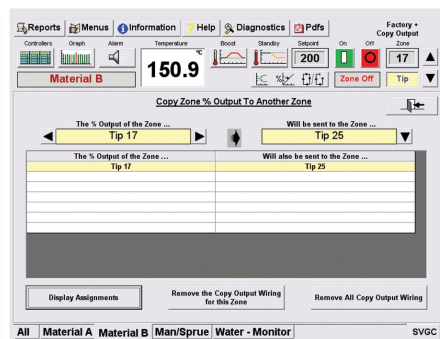 Reports Menus Information Help Diagnostics Pdfs Factory +
Copy Output
Controllers Graph Alarm Temperature Boost Standby Setpoint On Off Zone
°C
150.9
200
17
Material B
Zone Off
Tip
Copy Zone % Output To Another Zone
The % Output of the Zone ... Will be sent to the Zone ...
Tip 17 Tip 25
The % Output of the Zone ... Will also be sent to the Zone ...
Tip 17 Tip 25
Display Assignments
Remove the Copy Output Wiring
for this Zone
Remove All Copy Output Wiring
All Material A Material B Man/Sprue Water - Monitor SVGC